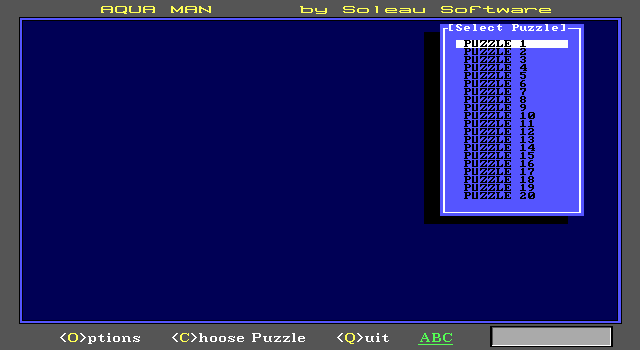 AQUA MAN by Soleau Software
[Select Puzzle]
PUZZLE 1
PUZZLE 2
PUZZLE 3
PUZZLE 4
PUZZLE 5
PUZZLE 6
PUZZLE 7
PUZZLE 8
PUZZLE 9
PUZZLE 10
PUZZLE 11
PUZZLE 12
PUZZLE 13
PUZZLE 14
PUZZLE 15
PUZZLE 16
PUZZLE 17
PUZZLE 18
PUZZLE 19
PUZZLE 20
<O>ptions <C>hoose Puzzle <Q>uit ABC